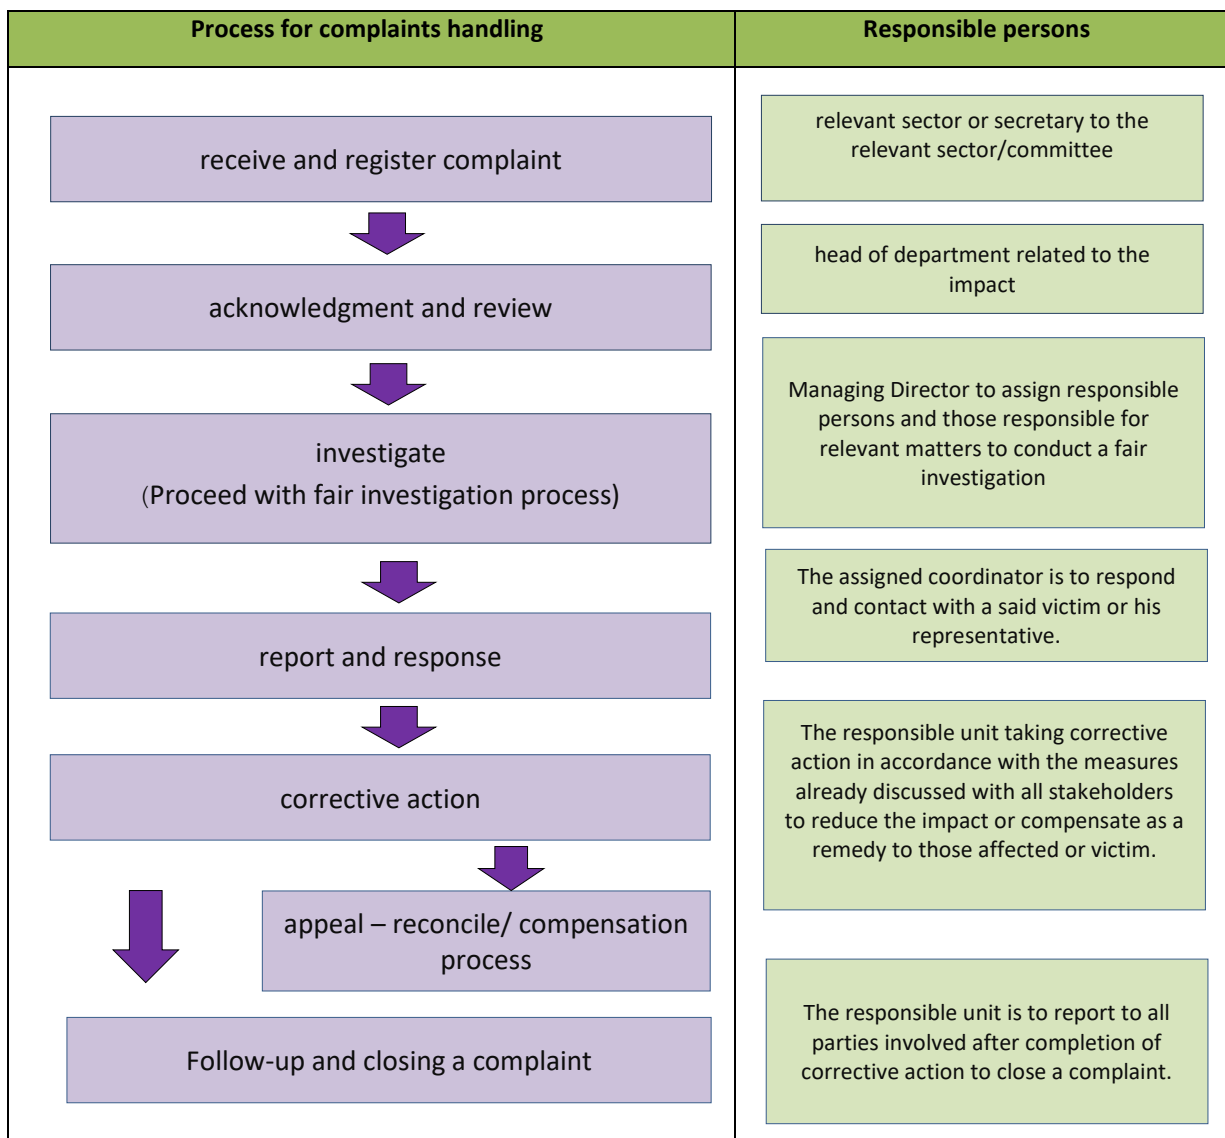 Process for complaints handling
Responsible persons
receive and register complaint
relevant sector or secretary to the
relevant sector/committee
acknowledgment and review
head of department related to the
impact
investigate
(Proceed with fair investigation process)
Managing Director to assign responsible
persons and those responsible for
relevant matters to conduct a fair
investigation
report and response
The assigned coordinator is to respond
and contact with a said victim or his
representative.
corrective action
The responsible unit taking corrective
action in accordance with the measures
already discussed with all stakeholders
to reduce the impact or compensate as a
remedy to those affected or victim.
appeal – reconcile/ compensation
process
Follow-up and closing a complaint
The responsible unit is to report to all
parties involved after completion of
corrective action to close a complaint.